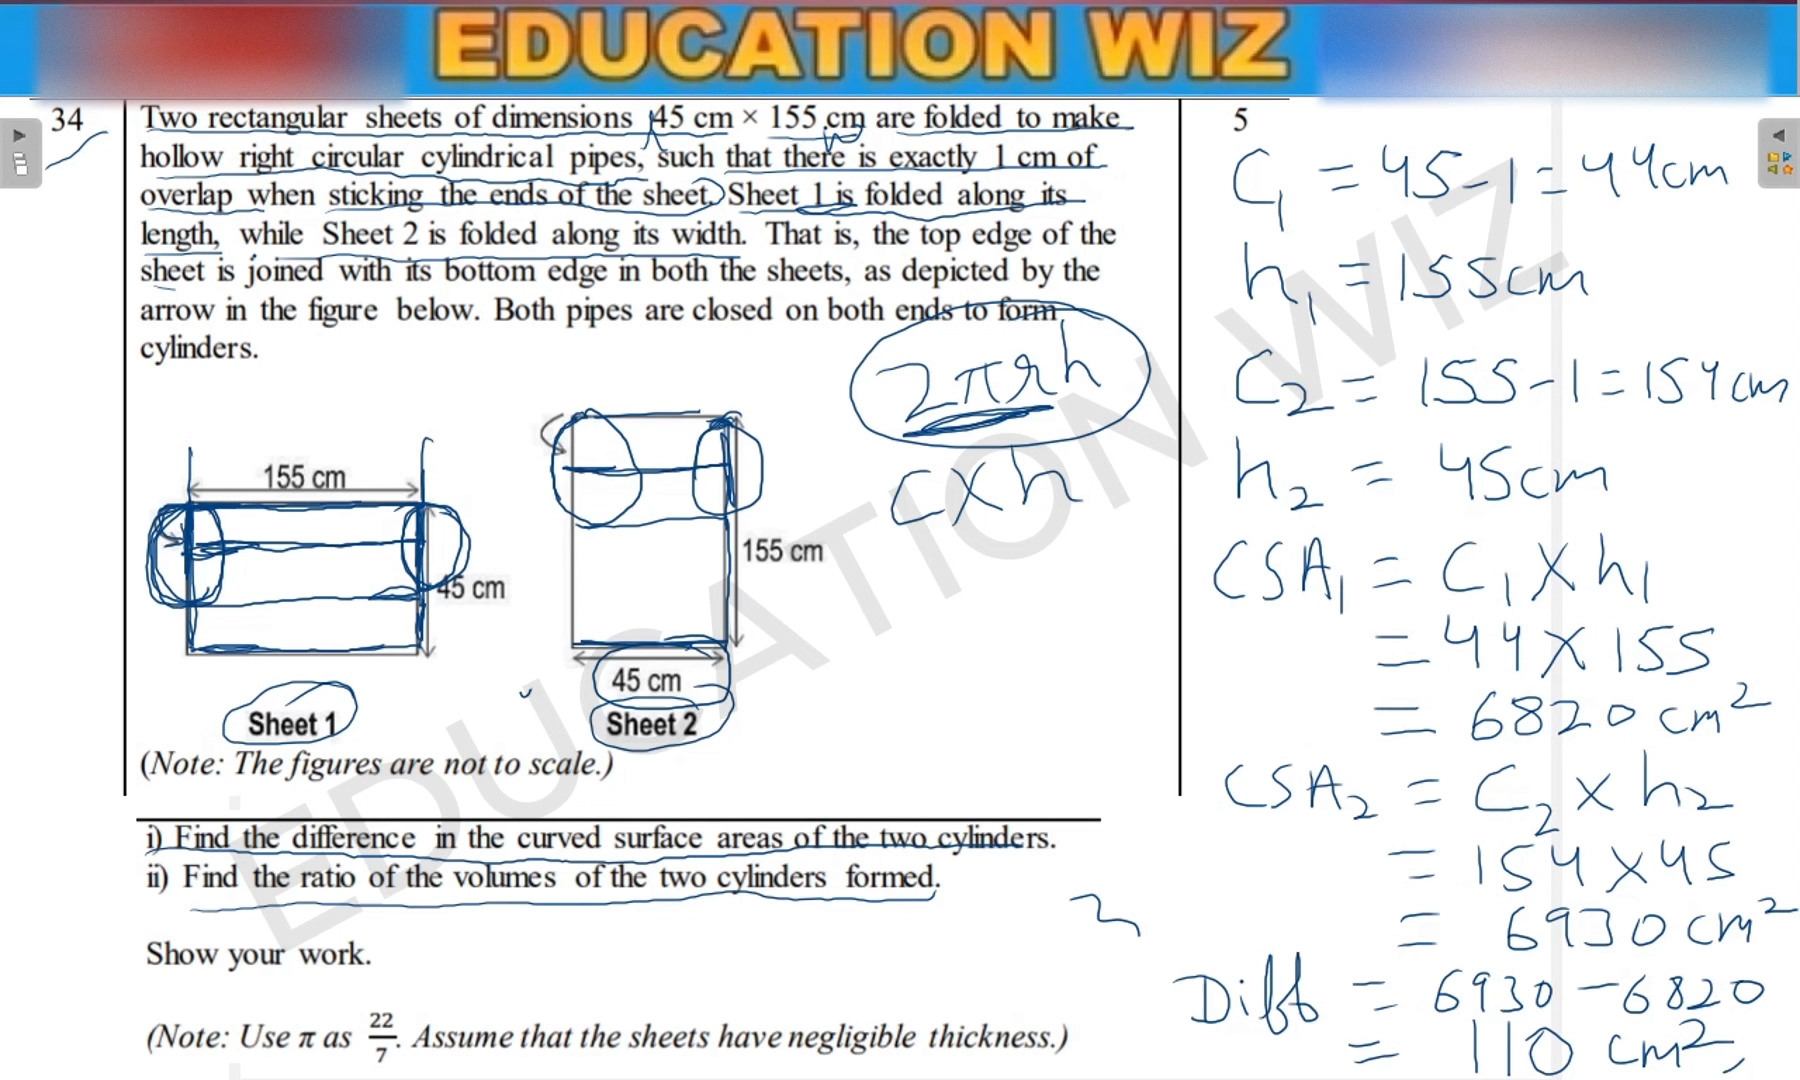 EDUCATION WIZ
34
Two rectangular sheets of dimensions 45 cm × 155 cm are folded to make
hollow right circular cylindrical pipes, such that there is exactly 1 cm of
overlap when sticking the ends of the sheet. Sheet 1 is folded along its
length, while Sheet 2 is folded along its width. That is, the top edge of the
sheet is joined with its bottom edge in both the sheets, as depicted by the
arrow in the figure below. Both pipes are closed on both ends to form
cylinders.
2πrh
c×h
155 cm
45 cm
Sheet 1
155 cm
45 cm
Sheet 2
(Note: The figures are not to scale.)
i) Find the difference in the curved surface areas of the two cylinders.
ii) Find the ratio of the volumes of the two cylinders formed.
Show your work.
(Note: Use π as 22/7. Assume that the sheets have negligible thickness.)
5
C₁ = 45-1 = 44cm
h₁ = 155cm
C₂ = 155-1 = 154cm
h₂ = 45cm
CSA₁ = C₁ × h₁
= 44 × 155
= 6820 cm²
CSA₂ = C₂ × h₂
= 154 × 45
= 6930 cm²
Diff = 6930 - 6820
= 110 cm²,
EDUCATION WIZ